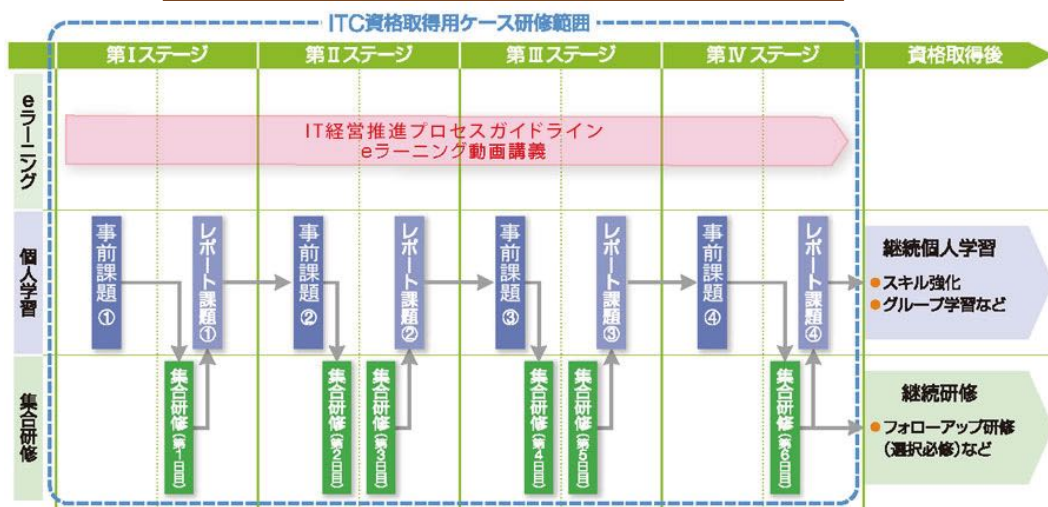 ITC資格取得用ケース研修範囲
第Ⅰステージ
第Ⅱステージ
第Ⅲステージ
第Ⅳステージ
資格取得後
eラーニング
IT経営推進プロセスガイドライン
eラーニング動画講義
個人学習
事前課題①
レポート課題①
事前課題②
レポート課題②
事前課題③
レポート課題③
事前課題④
レポート課題④
継続個人学習
●スキル強化
●グループ学習など
集合研修
集合研修(第1日目)
集合研修(第2日目)
集合研修(第3日目)
集合研修(第4日目)
集合研修(第5日目)
集合研修(第6日目)
継続研修
●フォローアップ研修
(選択必修)など